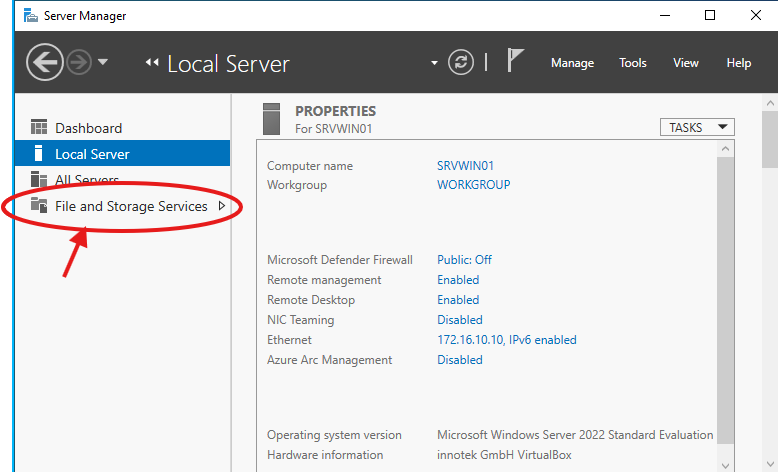 Server Manager
Local Server
Manage Tools View Help
Dashboard
Local Server
All Servers
File and Storage Services
PROPERTIES
For SRVWIN01
TASKS
Computer name SRVWIN01
Workgroup WORKGROUP
Microsoft Defender Firewall Public: Off
Remote management Enabled
Remote Desktop Enabled
NIC Teaming Disabled
Ethernet 172.16.10.10, IPv6 enabled
Azure Arc Management Disabled
Operating system version Microsoft Windows Server 2022 Standard Evaluation
Hardware information innotek GmbH VirtualBox